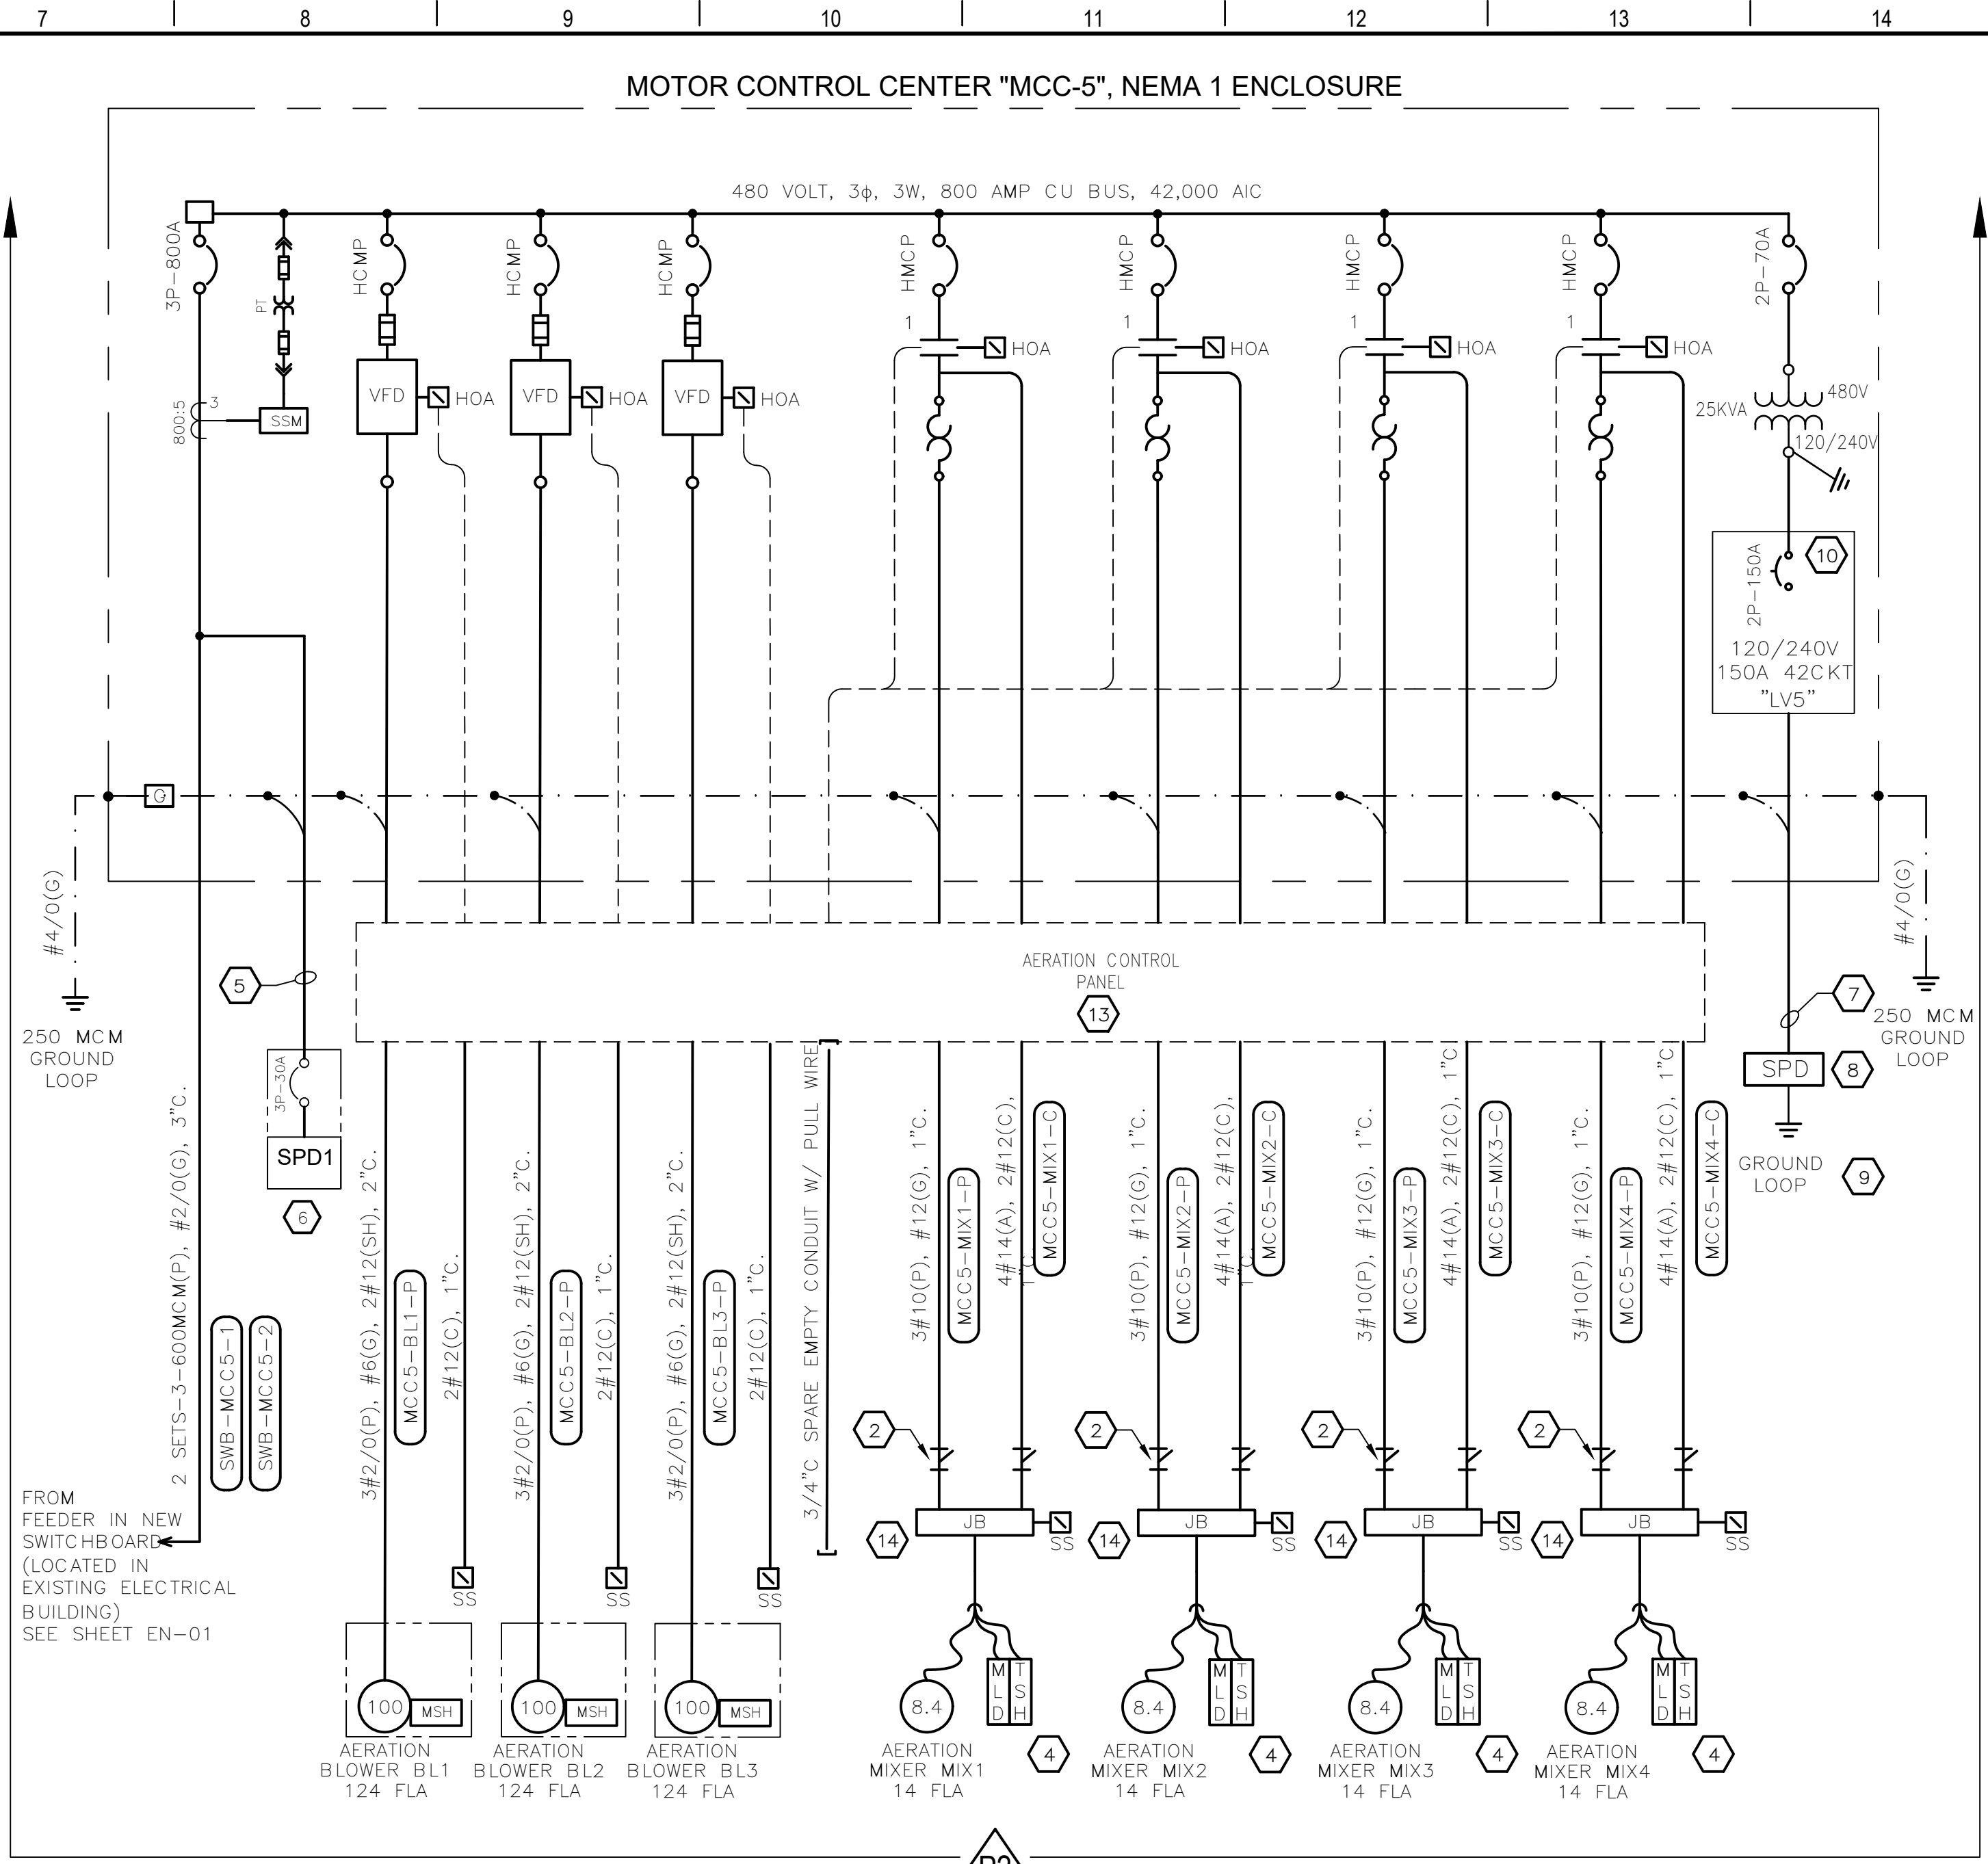 7 8 9 10 11 12 13 14
MOTOR CONTROL CENTER "MCC-5", NEMA 1 ENCLOSURE
480 VOLT, 3ϕ, 3W, 800 AMP CU BUS, 42,000 AIC
3P-800A
PT
800:5
3
SSM
HCMP
VFD
HOA
HCMP
VFD
HOA
HCMP
VFD
HOA
HMCP
1
HOA
HMCP
1
HOA
HMCP
1
HOA
HMCP
1
HOA
2P-70A
25KVA
480V
120/240V
2P-150A
10
120/240V
150A 42CKT
"LV5"
G
#4/0(G)
250 MCM
GROUND
LOOP
#4/0(G)
250 MCM
GROUND
LOOP
AERATION CONTROL
PANEL
13
5
3P-30A
SPD1
6
7
SPD
8
GROUND
LOOP
9
2 SETS-3-600MCM(P), #2/0(G), 3"C.
SWB-MCC5-1
SWB-MCC5-2
FROM
FEEDER IN NEW
SWITCHBOARD
(LOCATED IN
EXISTING ELECTRICAL
BUILDING)
SEE SHEET EN-01
3#2/0(P), #6(G), 2#12(SH), 2"C.
MCC5-BL1-P
2#12(C), 1"C.
SS
3#2/0(P), #6(G), 2#12(SH), 2"C.
MCC5-BL2-P
2#12(C), 1"C.
SS
3#2/0(P), #6(G), 2#12(SH), 2"C.
MCC5-BL3-P
2#12(C), 1"C.
SS
3/4"C SPARE EMPTY CONDUIT W/ PULL WIRE
3#10(P), #12(G), 1"C.
MCC5-MIX1-P
4#14(A), 2#12(C),
1"C.
MCC5-MIX1-C
3#10(P), #12(G), 1"C.
MCC5-MIX2-P
4#14(A), 2#12(C),
1"C.
MCC5-MIX2-C
3#10(P), #12(G), 1"C.
MCC5-MIX3-P
4#14(A), 2#12(C), 1"C
MCC5-MIX3-C
3#10(P), #12(G), 1"C.
MCC5-MIX4-P
4#14(A), 2#12(C), 1"C
MCC5-MIX4-C
2
2
2
2
14
JB
SS
14
JB
SS
14
JB
SS
14
JB
SS
100
MSH
AERATION
BLOWER BL1
124 FLA
100
MSH
AERATION
BLOWER BL2
124 FLA
100
MSH
AERATION
BLOWER BL3
124 FLA
8.4
MLD
TSH
AERATION
MIXER MIX1
14 FLA
4
8.4
MLD
TSH
AERATION
MIXER MIX2
14 FLA
4
8.4
MLD
TSH
AERATION
MIXER MIX3
14 FLA
4
8.4
MLD
TSH
AERATION
MIXER MIX4
14 FLA
4